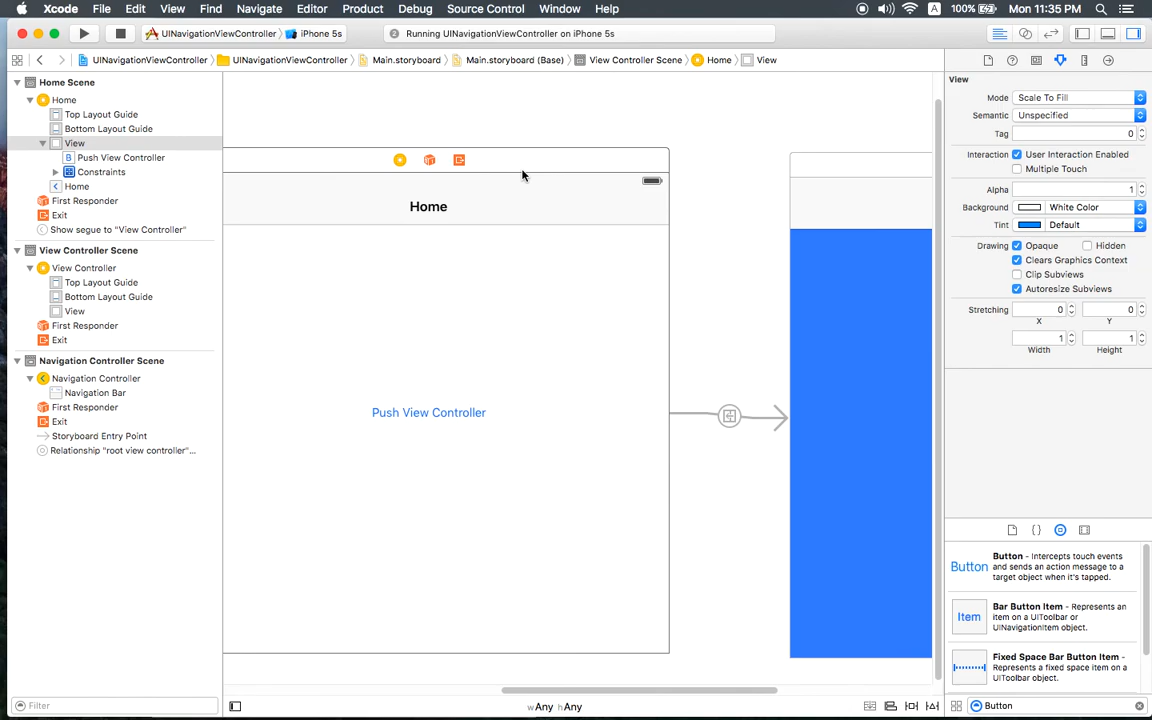 Xcode File Edit View Find Navigate Editor Product Debug Source Control Window Help A 100% Mon 11:35 PM
UINavigationViewController iPhone 5s 2 Running UINavigationViewController on iPhone 5s
UINavigationViewController UINavigationViewController Main.storyboard Main.storyboard (Base) View Controller Scene Home View
Home Scene
Home
Top Layout Guide
Bottom Layout Guide
View
B Push View Controller
Constraints
Home
First Responder
Exit
Show segue to "View Controller"
View Controller Scene
View Controller
Top Layout Guide
Bottom Layout Guide
View
First Responder
Exit
Navigation Controller Scene
Navigation Controller
Navigation Bar
First Responder
Exit
Storyboard Entry Point
Relationship "root view controller"...
Filter
Home
Push View Controller
wAny hAny
View
Mode Scale To Fill
Semantic Unspecified
Tag 0
Interaction User Interaction Enabled
Multiple Touch
Alpha 1
Background White Color
Tint Default
Drawing Opaque Hidden
Clears Graphics Context
Clip Subviews
Autoresize Subviews
Stretching 0 0
X Y
1 1
Width Height
{ }
Button Button - Intercepts touch events
and sends an action message to a
target object when it's tapped.
Item Bar Button Item - Represents an
item on a UIToolbar or
UINavigationItem object.
Fixed Space Bar Button Item -
Represents a fixed space item on a
UIToolbar object.
Button